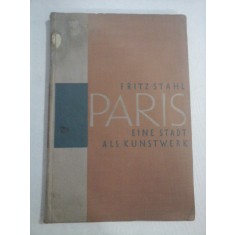 FRITZ STAHL
PARIS
EINE STADT
ALS KUNSTWERK